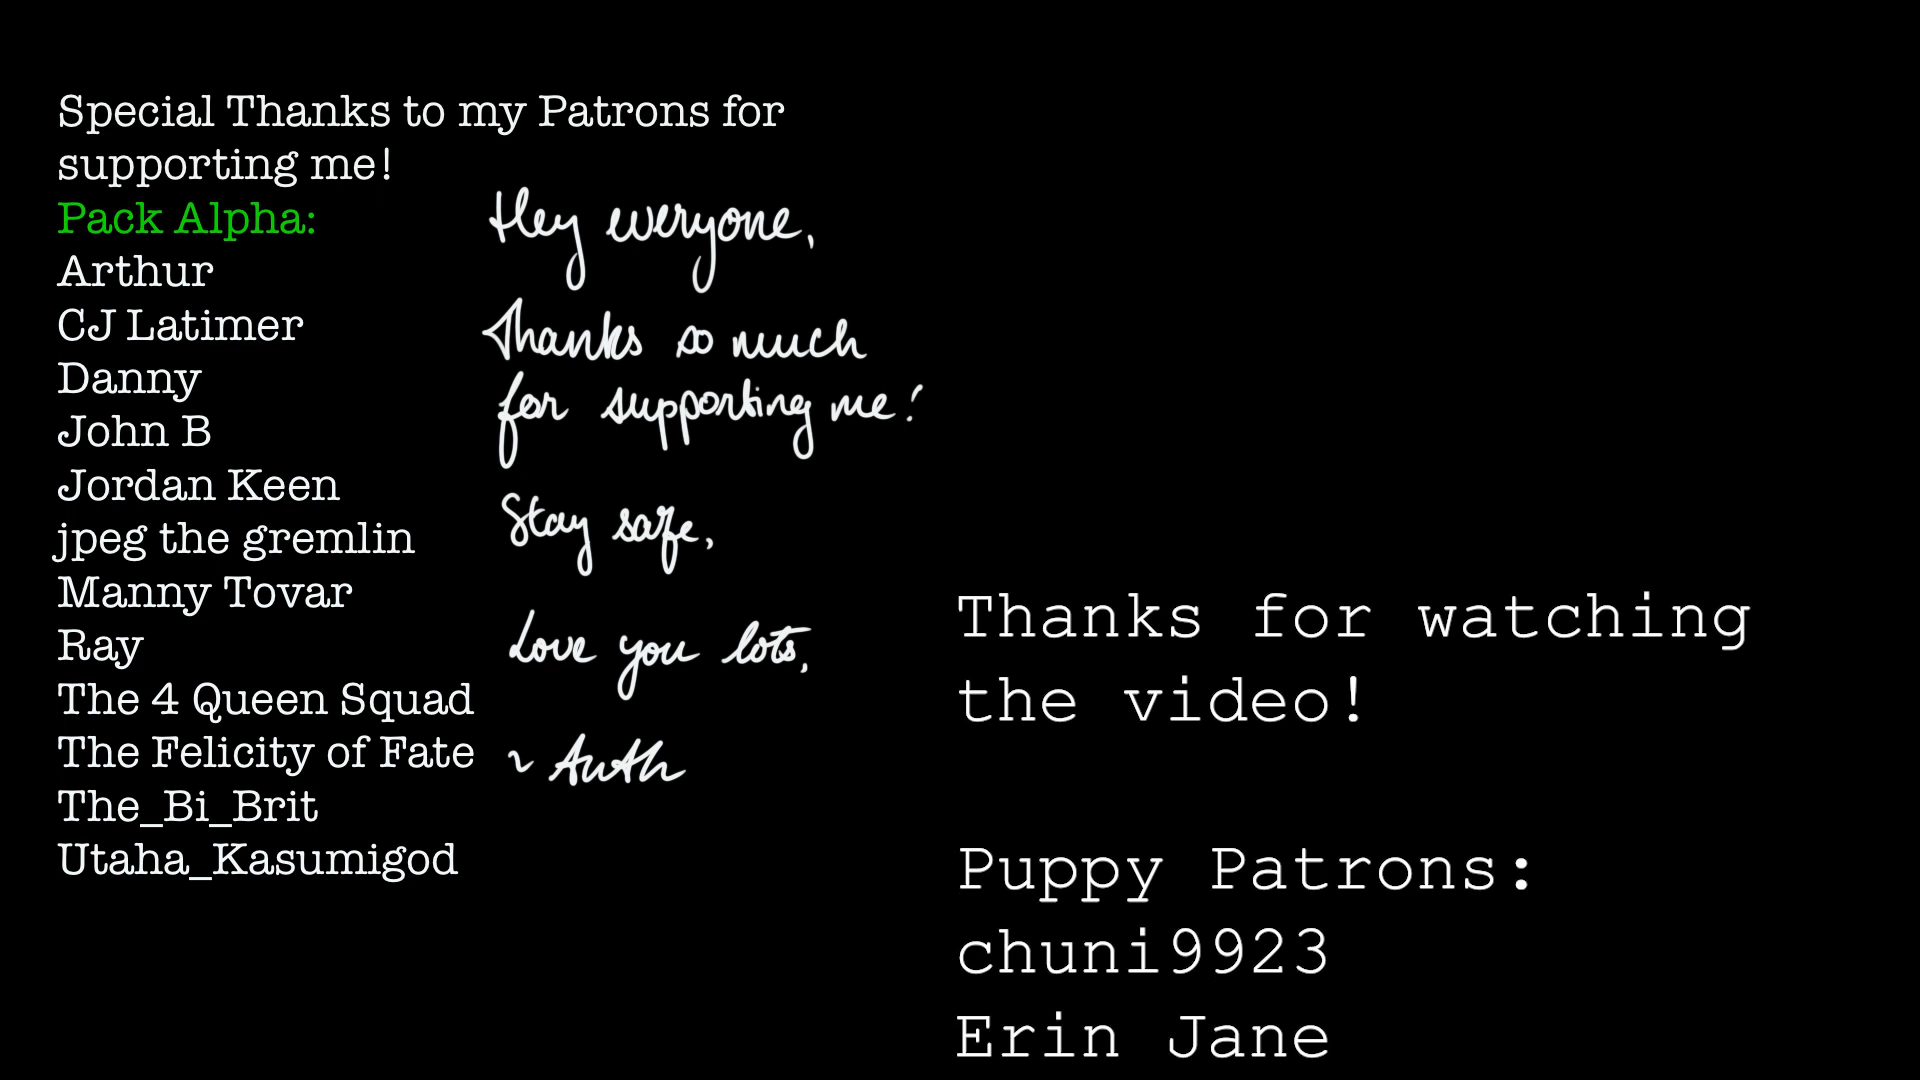 Special Thanks to my Patrons for
supporting me!
Pack Alpha:
Arthur
CJ Latimer
Danny
John B
Jordan Keen
jpeg the gremlin
Manny Tovar
Ray
The 4 Queen Squad
The Felicity of Fate
The_Bi_Brit
Utaha_Kasumigod
Hey everyone,
Thanks so much
for supporting me!
Stay safe,
Love you lots,
~ Auth
Thanks for watching
the video!
Puppy Patrons:
chuni9923
Erin Jane